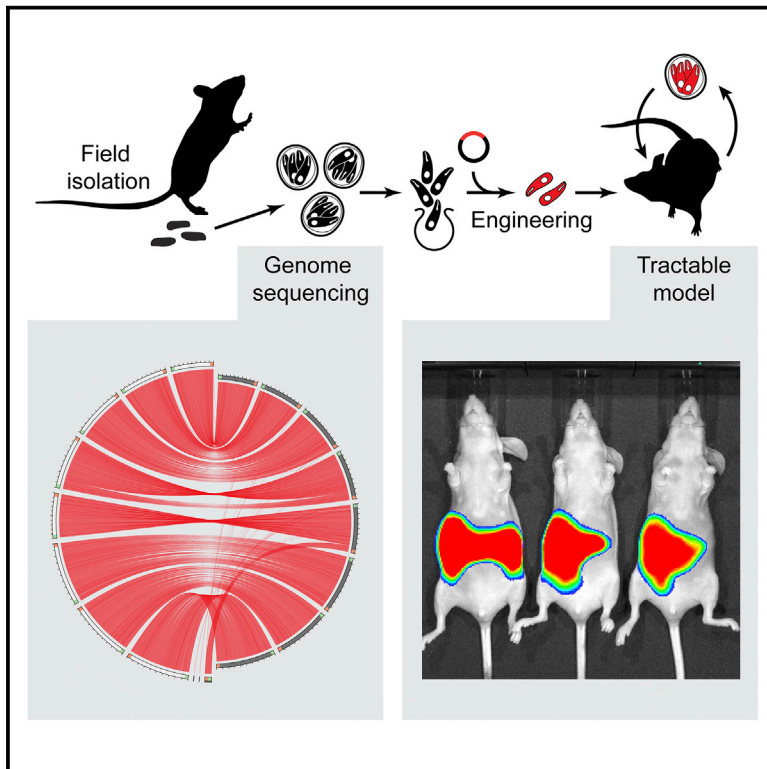 Field
isolation
Engineering
Genome
sequencing
Tractable
model